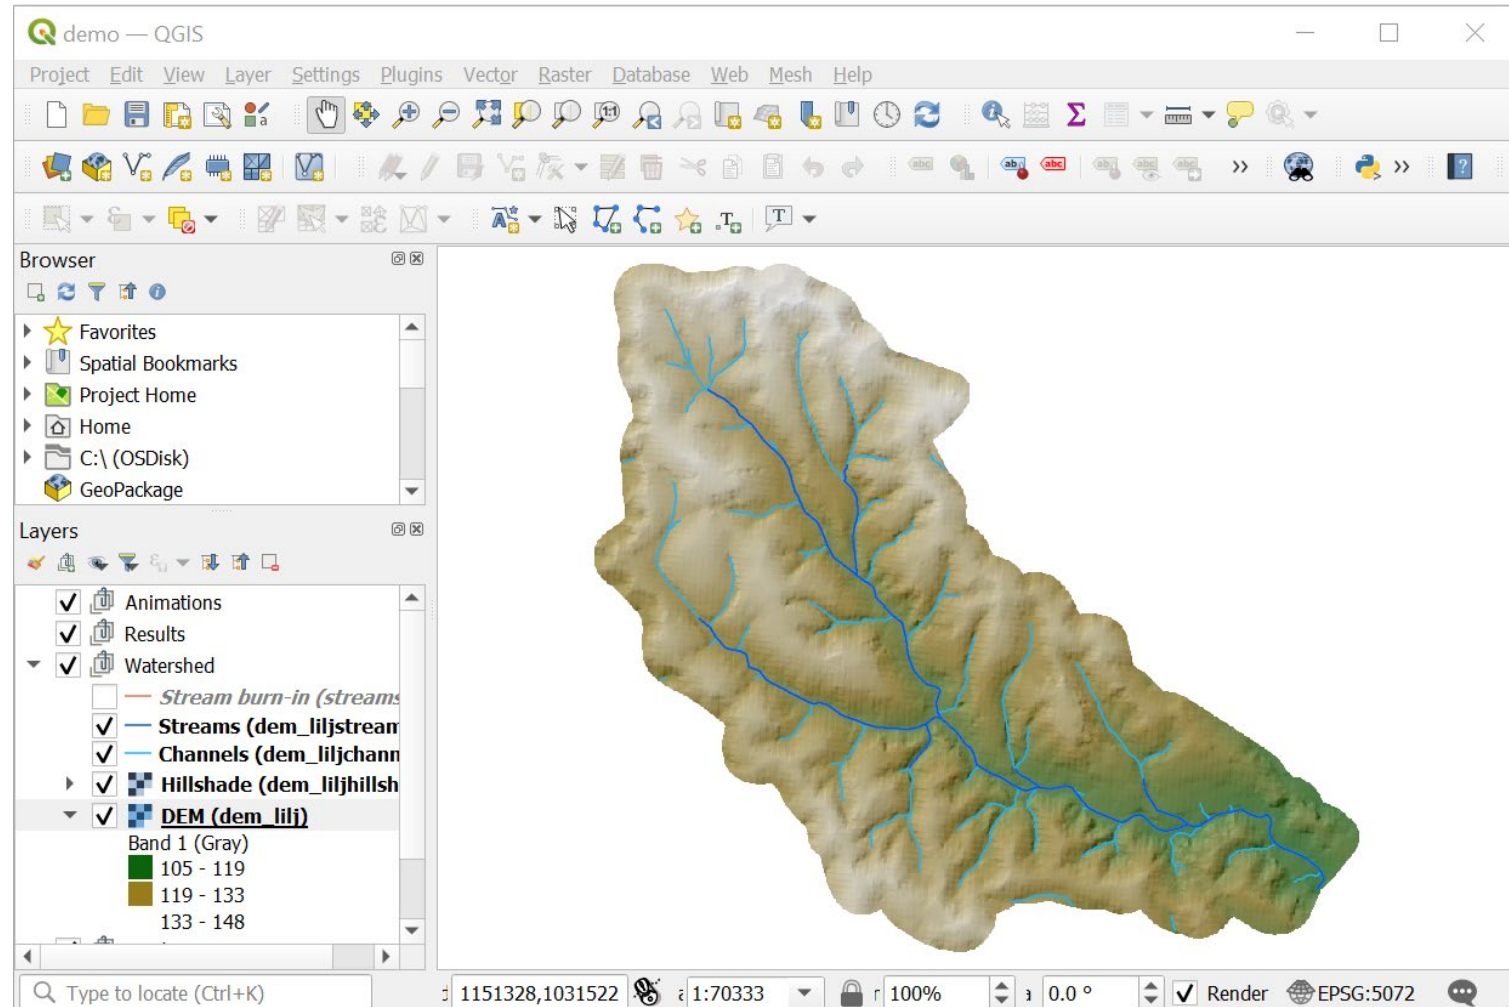 demo — QGIS
Project Edit View Layer Settings Plugins Vector Raster Database Web Mesh Help
Browser
Favorites
Spatial Bookmarks
Project Home
Home
C:\ (OSDisk)
GeoPackage
Layers
Animations
Results
Watershed
Stream burn-in (streams
Streams (dem_liljstream
Channels (dem_liljchann
Hillshade (dem_liljhillsh
DEM (dem_lilj)
Band 1 (Gray)
105 - 119
119 - 133
133 - 148
Type to locate (Ctrl+K) 1151328,1031522 1:70333 r 100% a 0.0 ° Render EPSG:5072